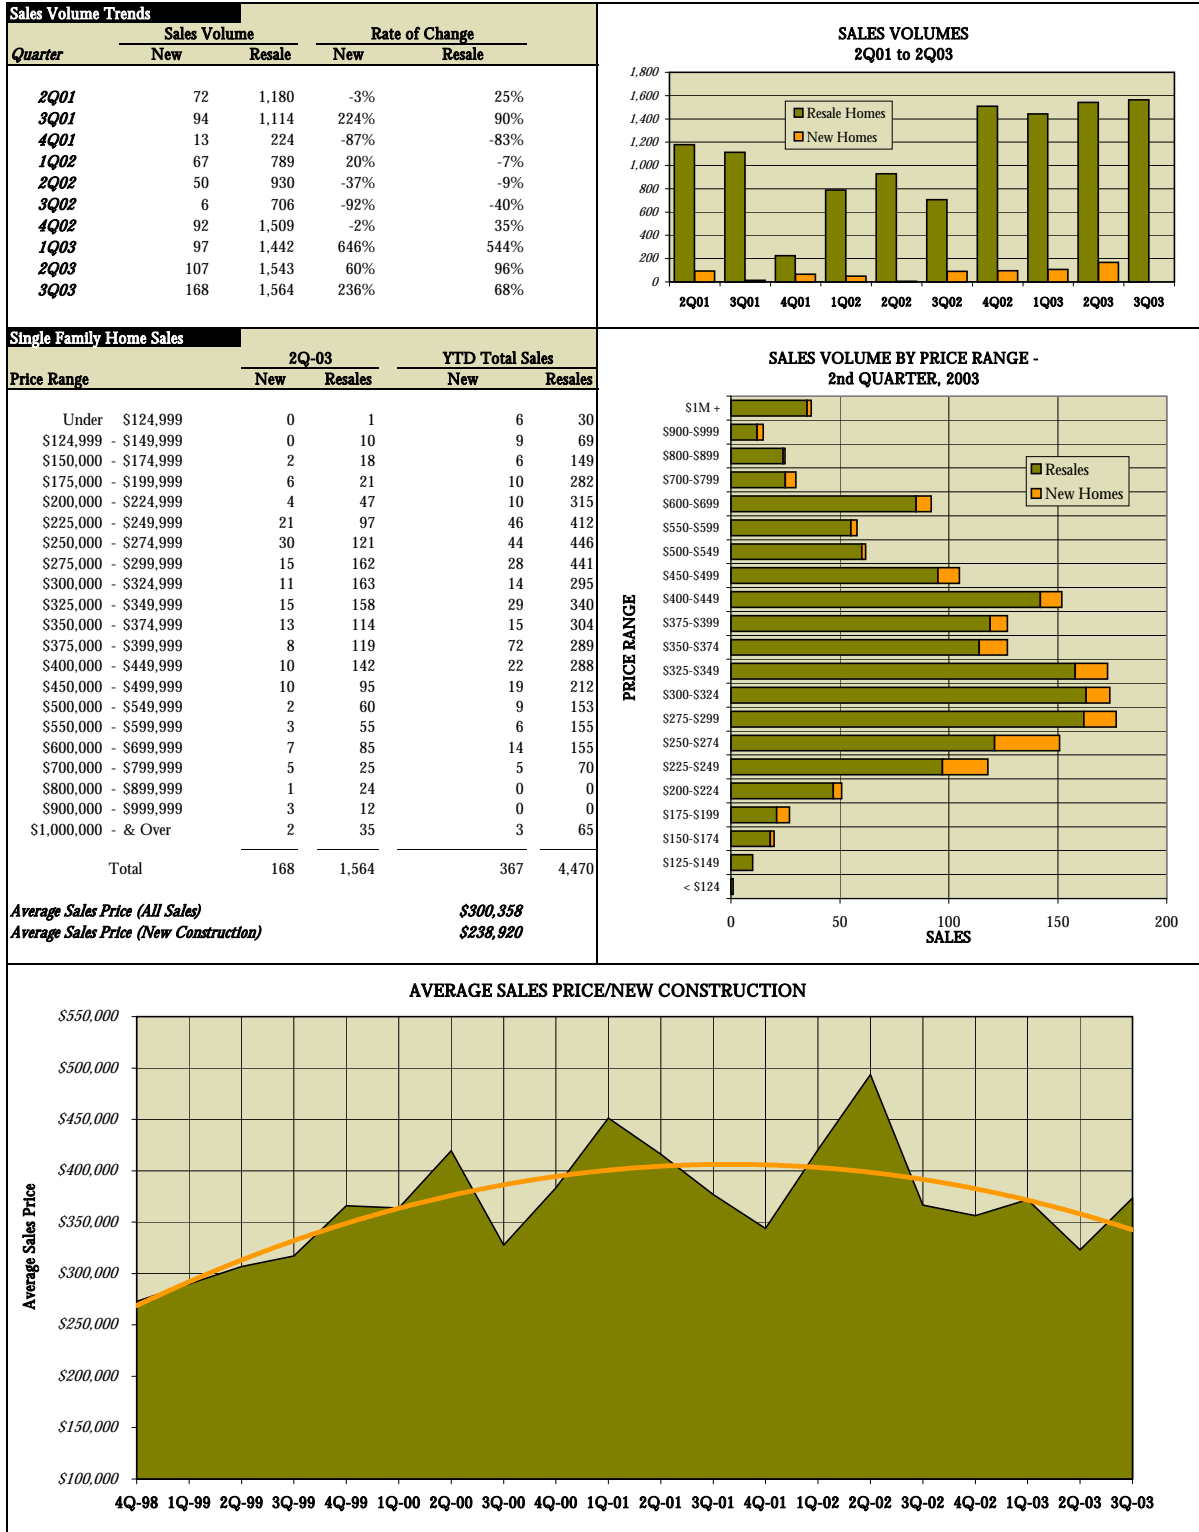 Sales Volume Trends
Sales Volume Rate of Change
Quarter New Resale New Resale
2Q01 72 1,180 -3% 25%
3Q01 94 1,114 224% 90%
4Q01 13 224 -87% -83%
1Q02 67 789 20% -7%
2Q02 50 930 -37% -9%
3Q02 6 706 -92% -40%
4Q02 92 1,509 -2% 35%
1Q03 97 1,442 646% 544%
2Q03 107 1,543 60% 96%
3Q03 168 1,564 236% 68%
SALES VOLUMES
2Q01 to 2Q03
1,800
1,600
1,400
1,200
1,000
800
600
400
200
0
Resale Homes
New Homes
2Q01 3Q01 4Q01 1Q02 2Q02 3Q02 4Q02 1Q03 2Q03 3Q03
Single Family Home Sales
2Q-03 YTD Total Sales
Price Range New Resales New Resales
Under $124,999 0 1 6 30
$124,999 - $149,999 0 10 9 69
$150,000 - $174,999 2 18 6 149
$175,000 - $199,999 6 21 10 282
$200,000 - $224,999 4 47 10 315
$225,000 - $249,999 21 97 46 412
$250,000 - $274,999 30 121 44 446
$275,000 - $299,999 15 162 28 441
$300,000 - $324,999 11 163 14 295
$325,000 - $349,999 15 158 29 340
$350,000 - $374,999 13 114 15 304
$375,000 - $399,999 8 119 72 289
$400,000 - $449,999 10 142 22 288
$450,000 - $499,999 10 95 19 212
$500,000 - $549,999 2 60 9 153
$550,000 - $599,999 3 55 6 155
$600,000 - $699,999 7 85 14 155
$700,000 - $799,999 5 25 5 70
$800,000 - $899,999 1 24 0 0
$900,000 - $999,999 3 12 0 0
$1,000,000 - & Over 2 35 3 65
Total 168 1,564 367 4,470
Average Sales Price (All Sales) $300,358
Average Sales Price (New Construction) $238,920
SALES VOLUME BY PRICE RANGE -
2nd QUARTER, 2003
PRICE RANGE
$1M +
$900-$999
$800-$899
$700-$799
$600-$699
$550-$599
$500-$549
$450-$499
$400-$449
$375-$399
$350-$374
$325-$349
$300-$324
$275-$299
$250-$274
$225-$249
$200-$224
$175-$199
$150-$174
$125-$149
< $124
Resales
New Homes
0 50 100 150 200
SALES
AVERAGE SALES PRICE/NEW CONSTRUCTION
Average Sales Price
$550,000
$500,000
$450,000
$400,000
$350,000
$300,000
$250,000
$200,000
$150,000
$100,000
4Q-98 1Q-99 2Q-99 3Q-99 4Q-99 1Q-00 2Q-00 3Q-00 4Q-00 1Q-01 2Q-01 3Q-01 4Q-01 1Q-02 2Q-02 3Q-02 4Q-02 1Q-03 2Q-03 3Q-03